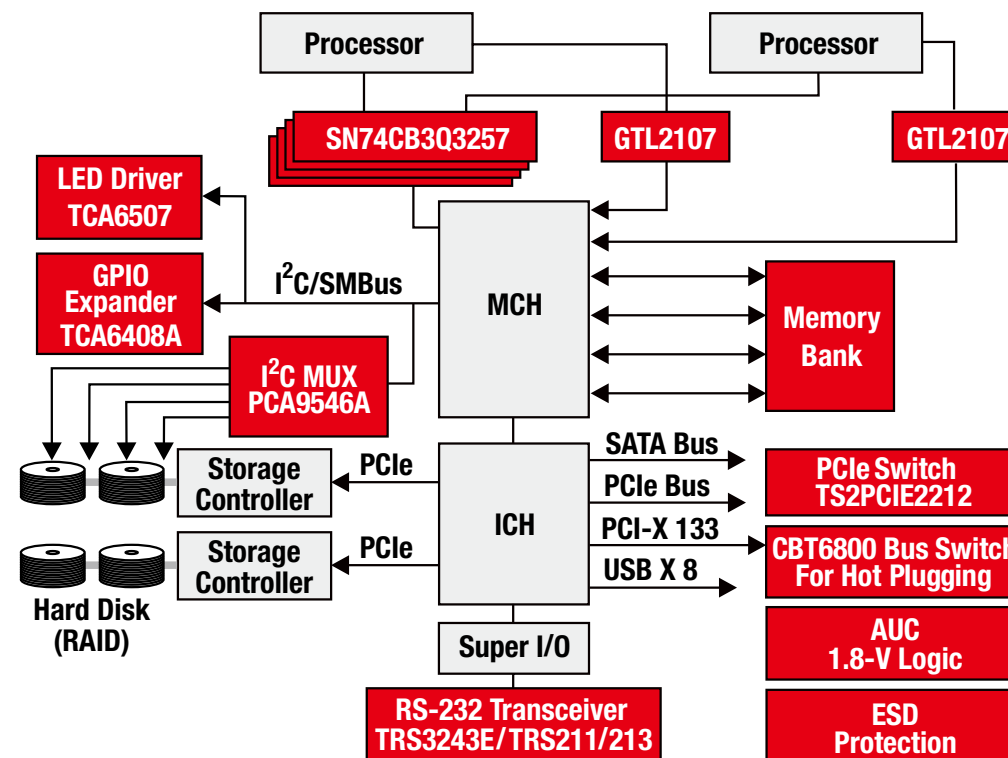 Processor
Processor
SN74CB3Q3257
GTL2107
GTL2107
LED Driver
TCA6507
GPIO
Expander
TCA6408A
I²C/SMBus
MCH
Memory
Bank
I²C MUX
PCA9546A
Storage
Controller
PCIe
ICH
SATA Bus
PCIe Bus
PCI-X 133
USB X 8
PCIe Switch
TS2PCIE2212
CBT6800 Bus Switch
For Hot Plugging
Storage
Controller
PCIe
Hard Disk
(RAID)
Super I/O
AUC
1.8-V Logic
RS-232 Transceiver
TRS3243E/TRS211/213
ESD
Protection